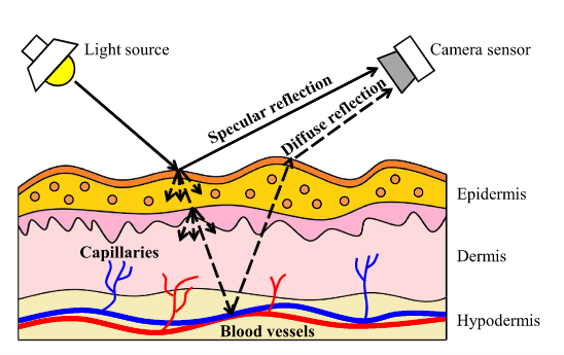 Light source
Camera sensor
Specular reflection
Diffuse reflection
Epidermis
Capillaries
Dermis
Hypodermis
Blood vessels